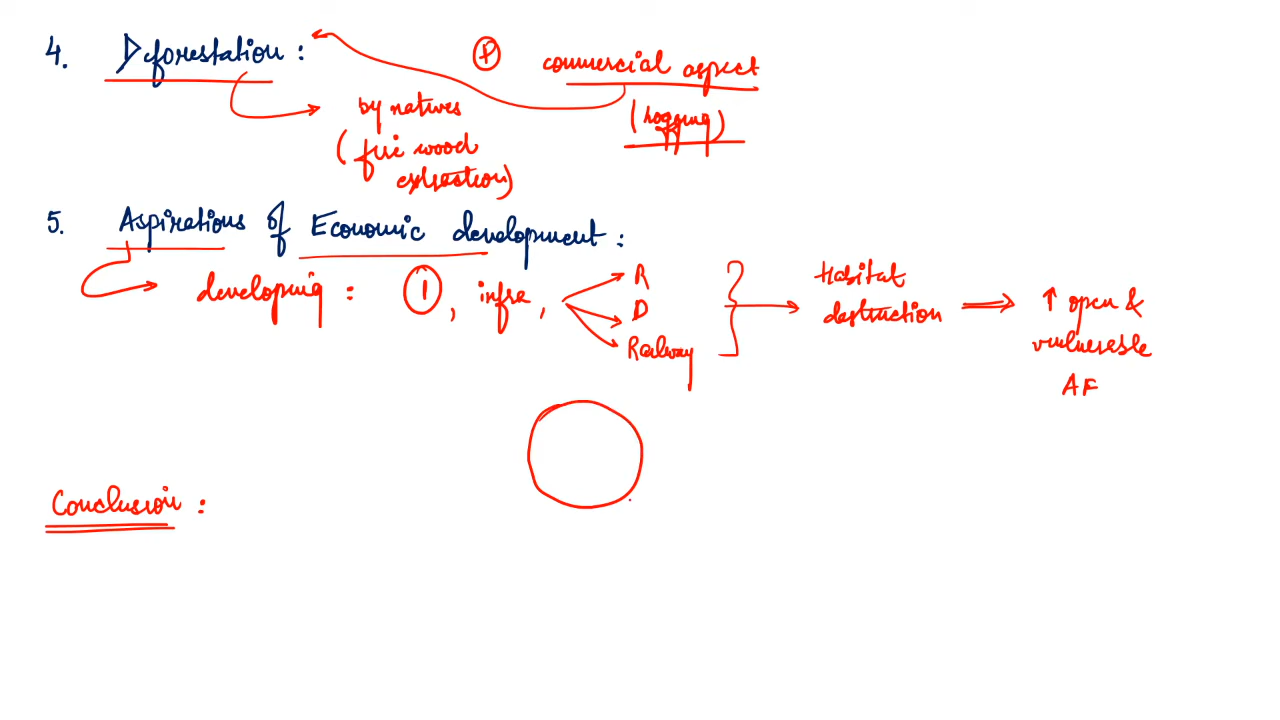 4. Deforestation : + commercial aspect
(logging)
by natives
(fire wood
extraction)
5. Aspirations of Economic development :
developing : 1, infra,
R
D
Railway
Habitat
destruction
↑ open &
vulnerable
AF
Conclusion :